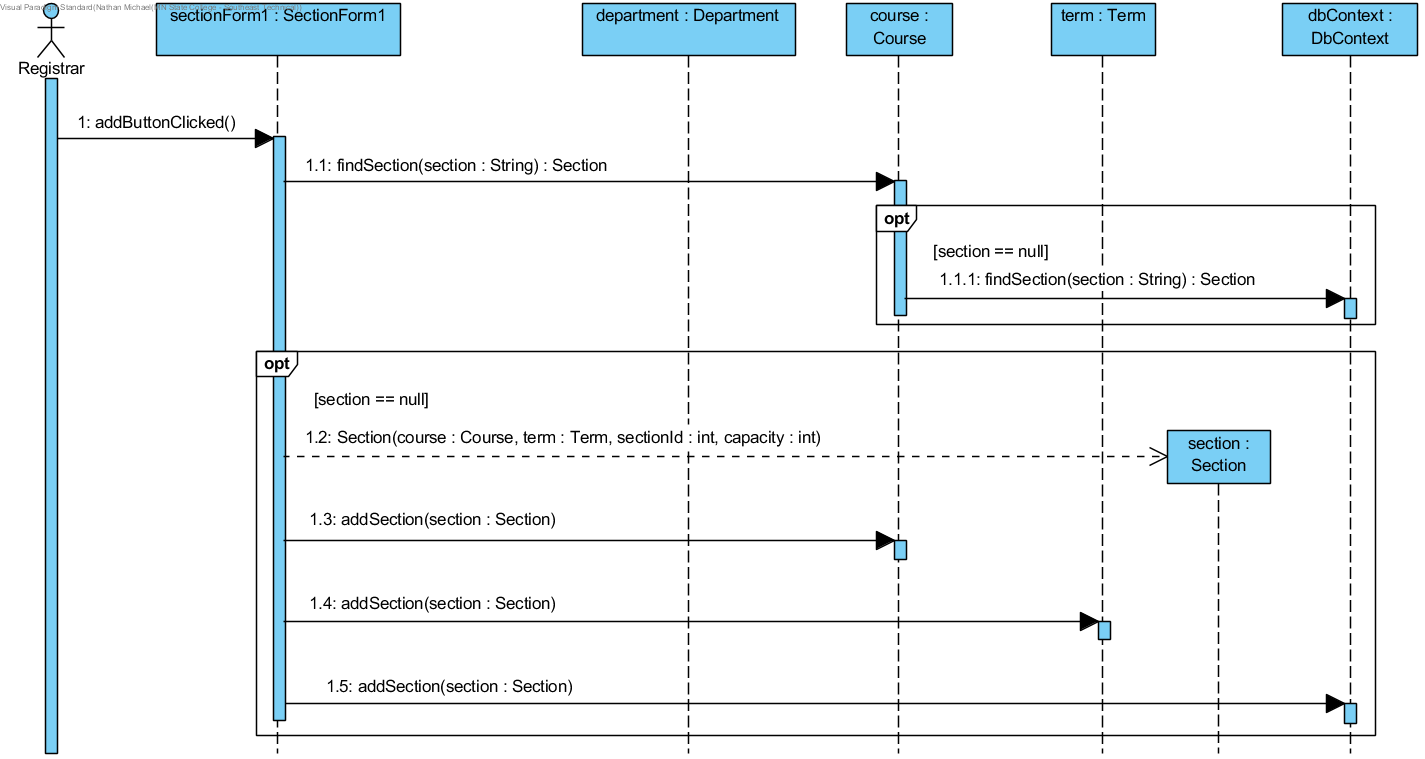 Visual Paradigm Standard(Nathan Michael(MN State College - Southeast Technical))
sectionForm1 : SectionForm1
department : Department
course :
Course
term : Term
dbContext :
DbContext
Registrar
1: addButtonClicked()
1.1: findSection(section : String) : Section
opt
[section == null]
1.1.1: findSection(section : String) : Section
opt
[section == null]
1.2: Section(course : Course, term : Term, sectionId : int, capacity : int)
section :
Section
1.3: addSection(section : Section)
1.4: addSection(section : Section)
1.5: addSection(section : Section)